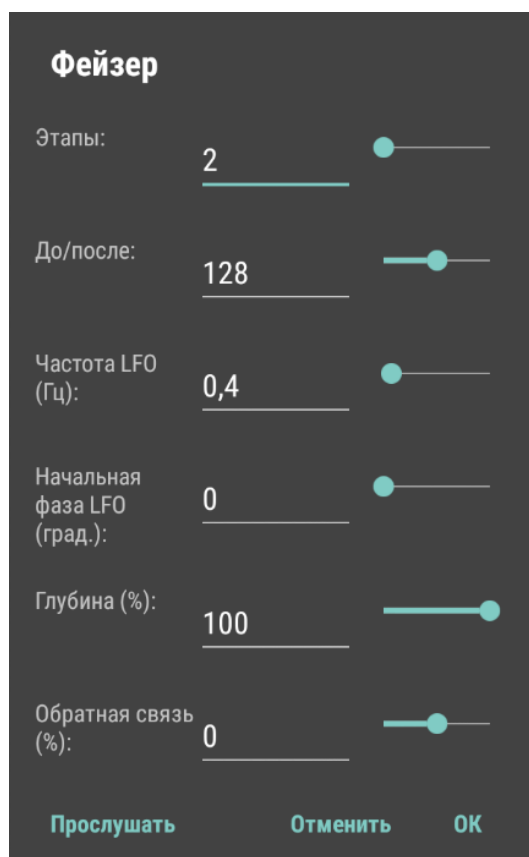 Фейзер
Этапы:
2
До/после:
128
Частота LFO
(Гц):
0,4
Начальная
фаза LFO
(град.):
0
Глубина (%):
100
Обратная связь
(%):
0
Прослушать Отменить OK